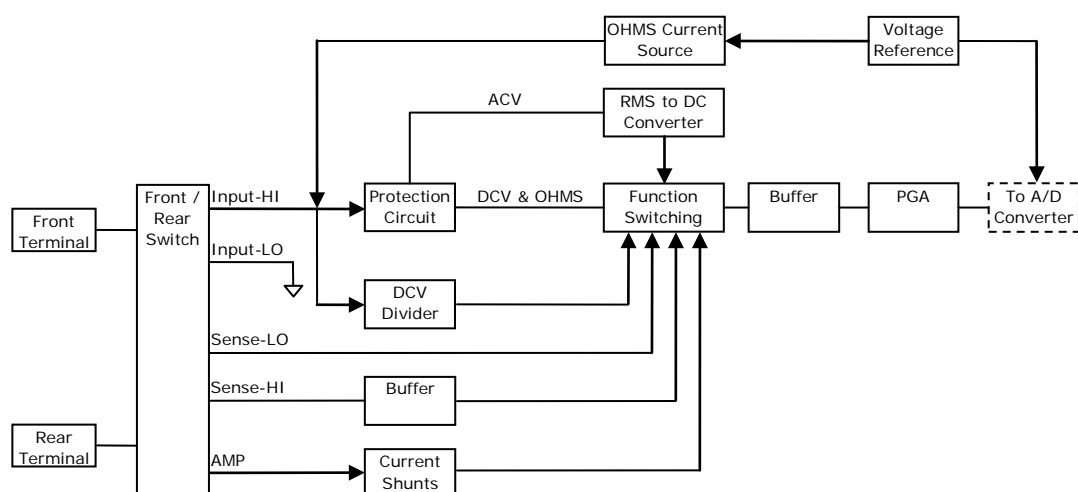 OHMS Current
Source
Voltage
Reference
ACV
RMS to DC
Converter
Front /
Rear
Switch
Input-HI
Protection
Circuit
DCV & OHMS
Function
Switching
Buffer
PGA
To A/D
Converter
Front
Terminal
Input-LO
DCV
Divider
Sense-LO
Sense-HI
Buffer
Rear
Terminal
AMP
Current
Shunts